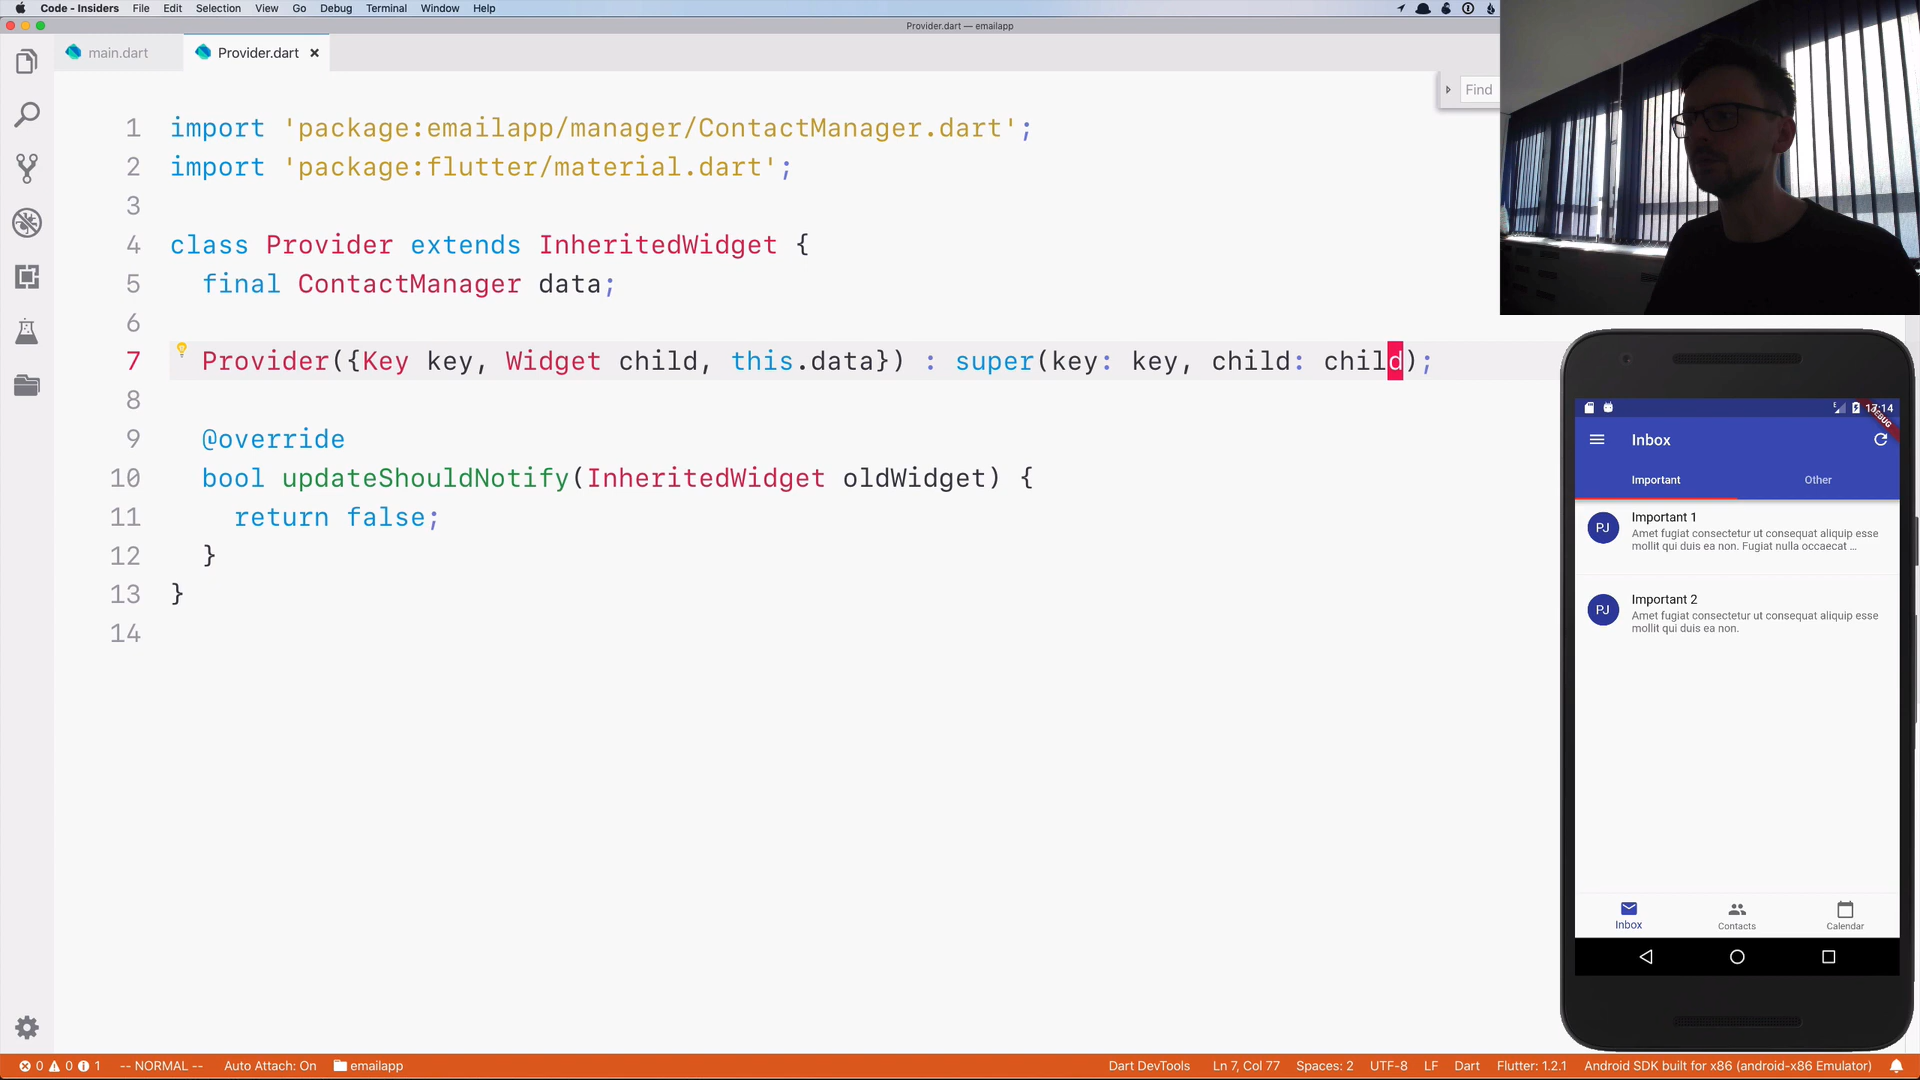 Code - Insiders File Edit Selection View Go Debug Terminal Window Help
Provider.dart — emailapp
main.dart Provider.dart
Find
1 import 'package:emailapp/manager/ContactManager.dart';
2 import 'package:flutter/material.dart';
3
4 class Provider extends InheritedWidget {
5 final ContactManager data;
6
7 Provider({Key key, Widget child, this.data}) : super(key: key, child: child);
8
9 @override
10 bool updateShouldNotify(InheritedWidget oldWidget) {
11 return false;
12 }
13 }
14
17:14
DEBUG
Inbox
Important Other
PJ
Important 1
Amet fugiat consectetur ut consequat aliquip esse
mollit qui duis ea non. Fugiat nulla occaecat ...
PJ
Important 2
Amet fugiat consectetur ut consequat aliquip esse
mollit qui duis ea non.
Inbox Contacts Calendar
0 0 1 -- NORMAL -- Auto Attach: On emailapp Dart DevTools Ln 7, Col 77 Spaces: 2 UTF-8 LF Dart Flutter: 1.2.1 Android SDK built for x86 (android-x86 Emulator)